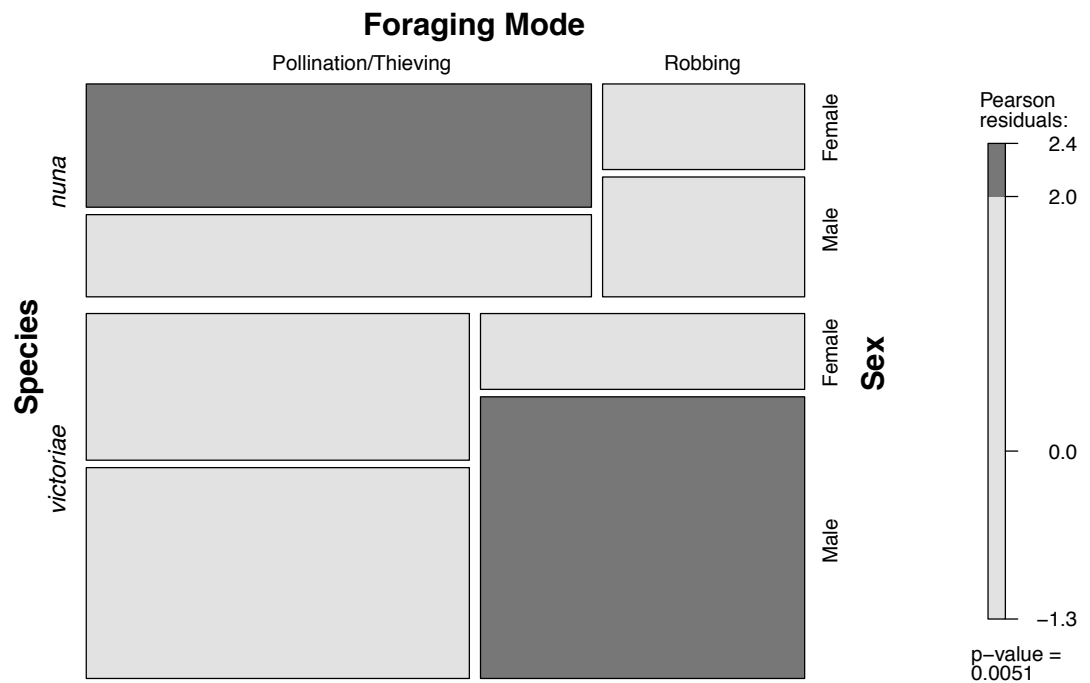 Foraging Mode
Pollination/Thieving
Robbing
Species
nuna
victoriae
Female
Male
Female
Male
Sex
Pearson
residuals:
2.4
2.0
0.0
−1.3
p−value =
0.0051